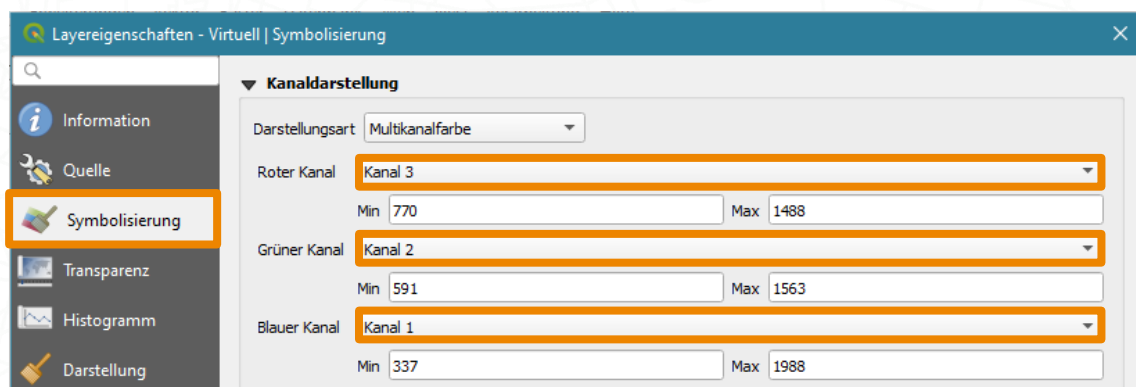 Layereigenschaften - Virtuell | Symbolisierung
Kanaldarstellung
Information
Darstellungsart Multikanalfarbe
Quelle
Roter Kanal Kanal 3
Min 770 Max 1488
Symbolisierung
Grüner Kanal Kanal 2
Transparenz
Min 591 Max 1563
Histogramm
Blauer Kanal Kanal 1
Darstellung
Min 337 Max 1988